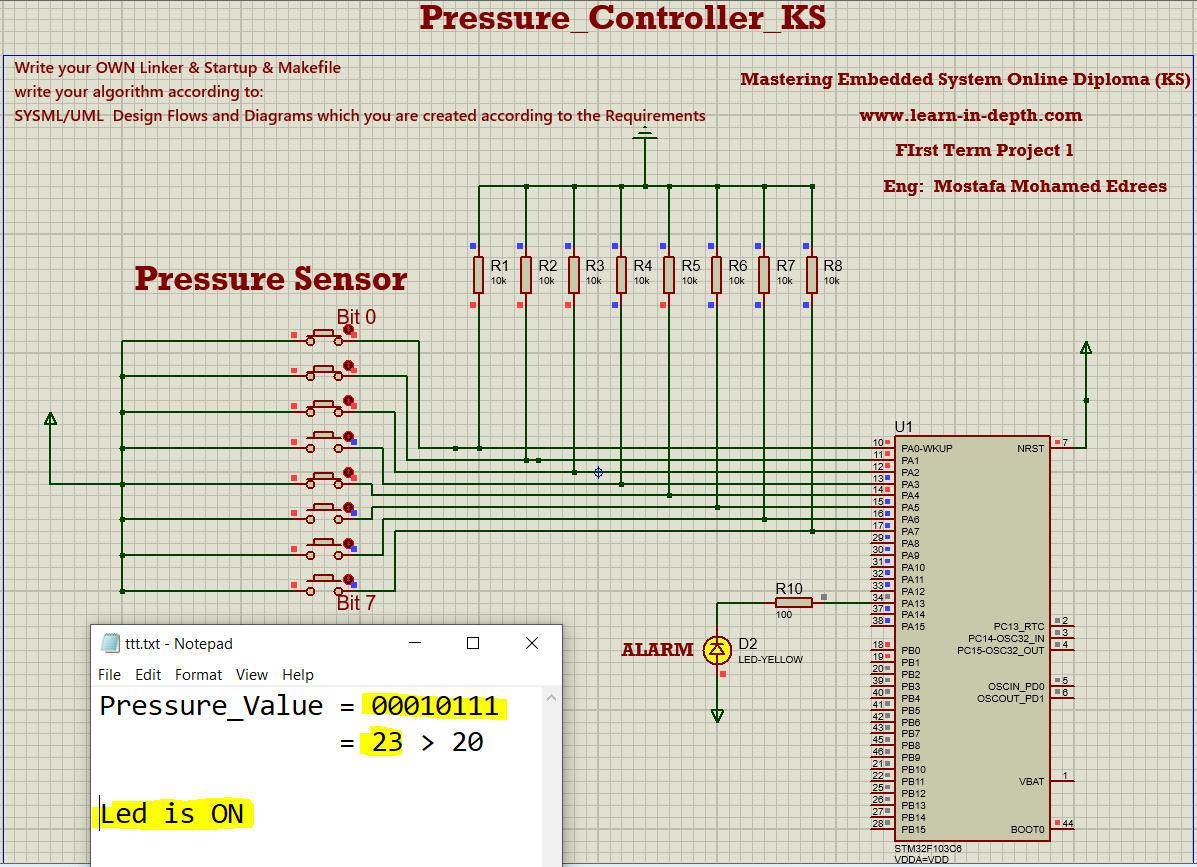 Pressure_Controller_KS
Write your OWN Linker & Startup & Makefile
write your algorithm according to:
SYSML/UML Design Flows and Diagrams which you are created according to the Requirements
Mastering Embedded System Online Diploma (KS)
www.learn-in-depth.com
FIrst Term Project 1
Eng: Mostafa Mohamed Edrees
Pressure Sensor
Bit 0
Bit 7
R1
10k
R2
10k
R3
10k
R4
10k
R5
10k
R6
10k
R7
10k
R8
10k
U1
10 PA0-WKUP
11 PA1
12 PA2
13 PA3
14 PA4
15 PA5
16 PA6
17 PA7
29 PA8
30 PA9
31 PA10
32 PA11
33 PA12
34 PA13
37 PA14
38 PA15
18 PB0
19 PB1
20 PB2
39 PB3
40 PB4
41 PB5
42 PB6
43 PB7
45 PB8
46 PB9
21 PB10
22 PB11
25 PB12
26 PB13
27 PB14
28 PB15
NRST 7
PC13_RTC 2
PC14-OSC32_IN 3
PC15-OSC32_OUT 4
OSCIN_PD0 5
OSCOUT_PD1 6
VBAT 1
BOOT0 44
STM32F103C6
VDDA=VDD
R10
100
ALARM
D2
LED-YELLOW
ttt.txt - Notepad
File Edit Format View Help
Pressure_Value = 00010111
= 23 > 20
Led is ON